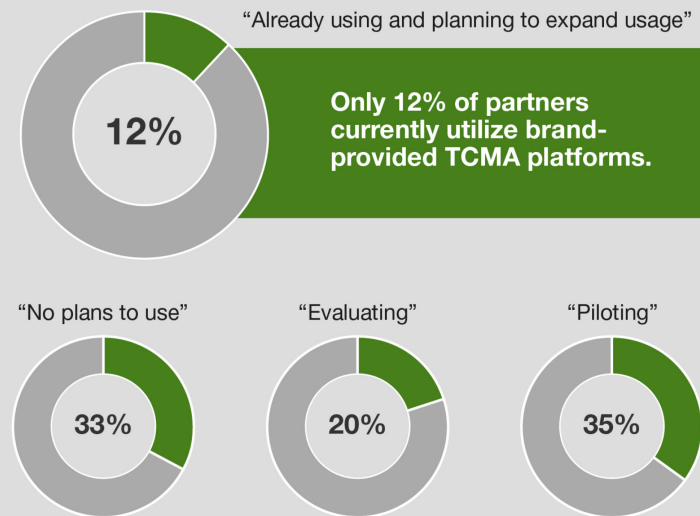 “Already using and planning to expand usage”
12%
Only 12% of partners
currently utilize brand-
provided TCMA platforms.
“No plans to use”
“Evaluating”
“Piloting”
33%
20%
35%